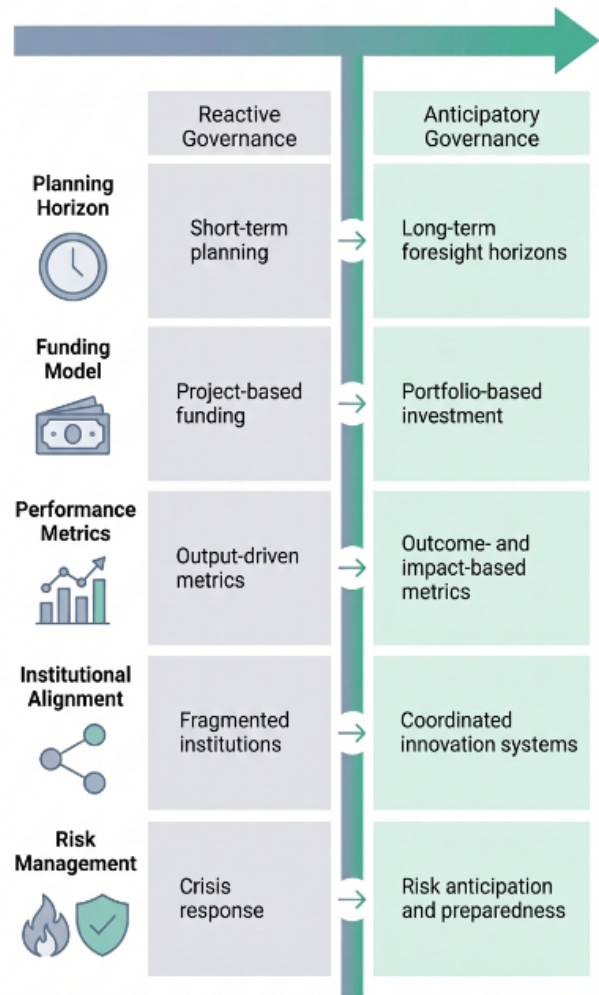 Reactive
Governance
Anticipatory
Governance
Planning
Horizon
Short-term
planning
Long-term
foresight horizons
Funding
Model
Project-based
funding
Portfolio-based
investment
Performance
Metrics
Output-driven
metrics
Outcome- and
impact-based
metrics
Institutional
Alignment
Fragmented
institutions
Coordinated
innovation systems
Risk
Management
Crisis
response
Risk anticipation
and preparedness